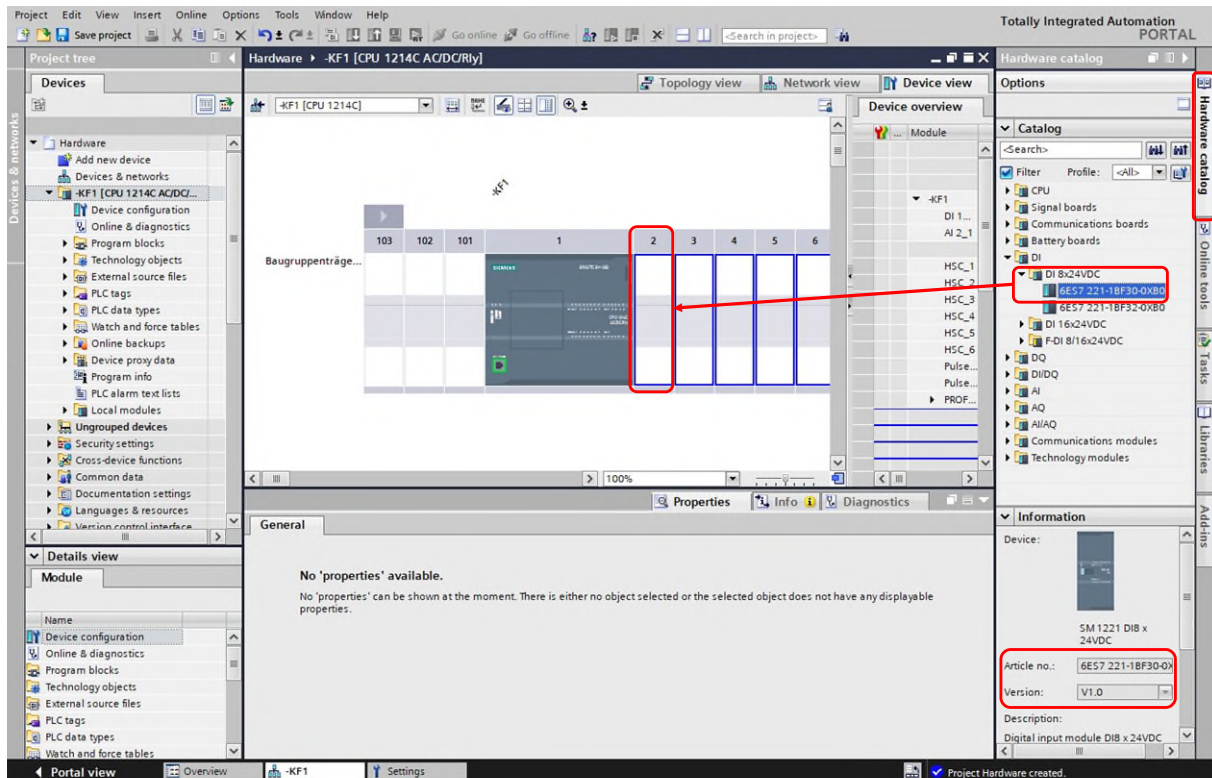 Project Edit View Insert Online Options Tools Window Help
Totally Integrated Automation
PORTAL
Save project
Go online
Go offline
<Search in project>
Project tree
Devices
Devices & networks
Hardware
Add new device
Devices & networks
-KF1 [CPU 1214C AC/DC/...
Device configuration
Online & diagnostics
Program blocks
Technology objects
External source files
PLC tags
PLC data types
Watch and force tables
Online backups
Device proxy data
Program info
PLC alarm text lists
Local modules
Ungrouped devices
Security settings
Cross-device functions
Common data
Documentation settings
Languages & resources
Version control interface
Details view
Module
Name
Device configuration
Online & diagnostics
Program blocks
Technology objects
External source files
PLC tags
PLC data types
Watch and force tables
Hardware -KF1 [CPU 1214C AC/DC/Rly]
Topology view
Network view
Device view
-KF1 [CPU 1214C]
-KF1
103 102 101 1 2 3 4 5 6
Baugruppenträge...
SIEMENS
100%
Device overview
... Module
-KF1
DI 1...
AI 2_1
HSC_1
HSC_2
HSC_3
HSC_4
HSC_5
HSC_6
Pulse...
Pulse...
PROF...
Properties
Info
Diagnostics
General
No 'properties' available.
No 'properties' can be shown at the moment. There is either no object selected or the selected object does not have any displayable
properties.
Hardware catalog
Options
Catalog
<Search>
Filter Profile: <All>
CPU
Signal boards
Communications boards
Battery boards
DI
DI 8x24VDC
6ES7 221-1BF30-0XB0
6ES7 221-1BF32-0XB0
DI 16x24VDC
F-DI 8/16x24VDC
DQ
DI/DQ
AI
AQ
AI/AQ
Communications modules
Technology modules
Information
Device:
SM 1221 DI8 x
24VDC
Article no.: 6ES7 221-1BF30-0X
Version: V1.0
Description:
Digital input module DI8 x 24VDC
Hardware catalog
Online tools
Tasks
Libraries
Add-ins
Portal view
Overview
-KF1
Settings
Project Hardware created.